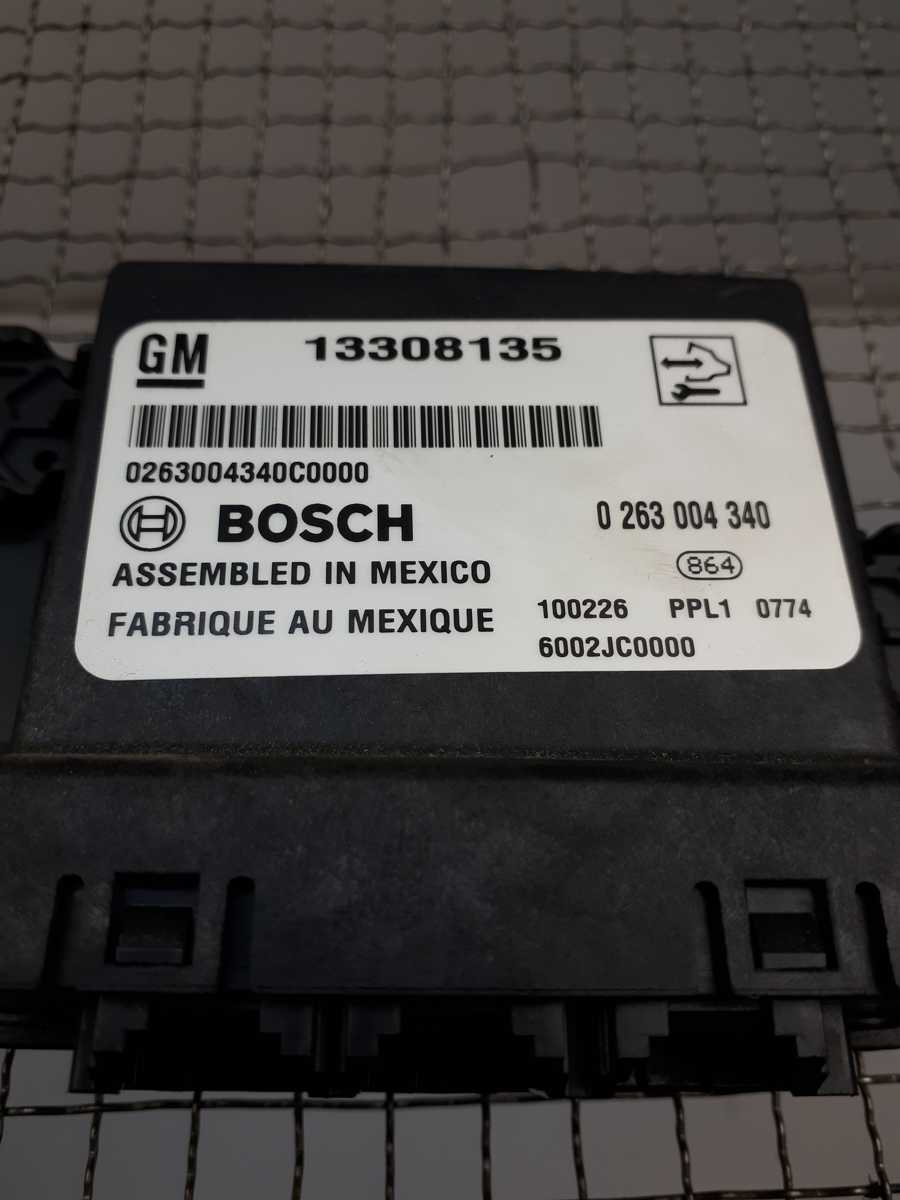 GM 13308135
0263004340C0000
BOSCH 0 263 004 340
864
ASSEMBLED IN MEXICO
FABRIQUE AU MEXIQUE 100226 PPL1 0774
6002JC0000